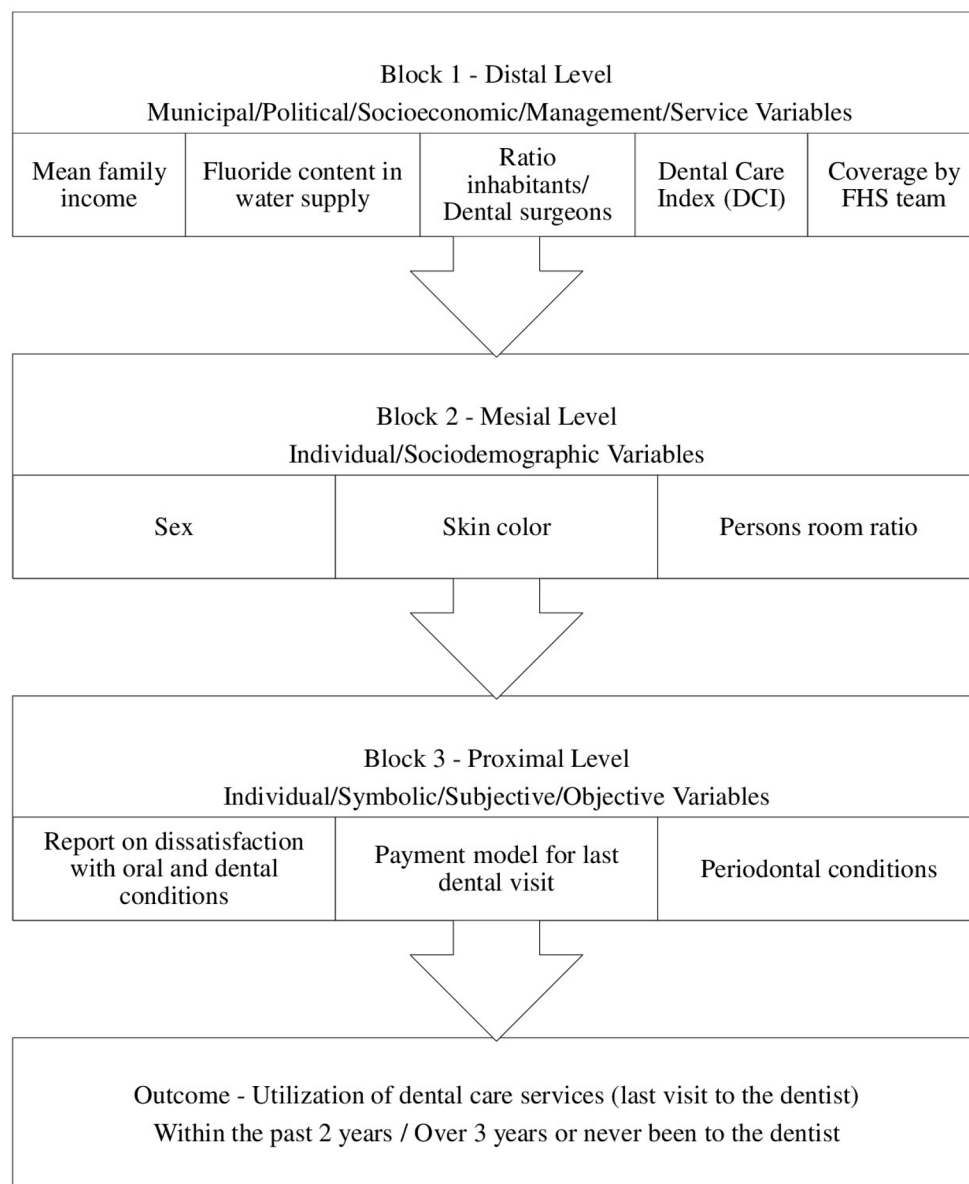 Block 1 - Distal Level
Municipal/Political/Socioeconomic/Management/Service Variables
Mean family
income
Fluoride content in
water supply
Ratio
inhabitants/
Dental surgeons
Dental Care
Index (DCI)
Coverage by
FHS team
Block 2 - Mesial Level
Individual/Sociodemographic Variables
Sex
Skin color
Persons room ratio
Block 3 - Proximal Level
Individual/Symbolic/Subjective/Objective Variables
Report on dissatisfaction
with oral and dental
conditions
Payment model for last
dental visit
Periodontal conditions
Outcome - Utilization of dental care services (last visit to the dentist)
Within the past 2 years / Over 3 years or never been to the dentist